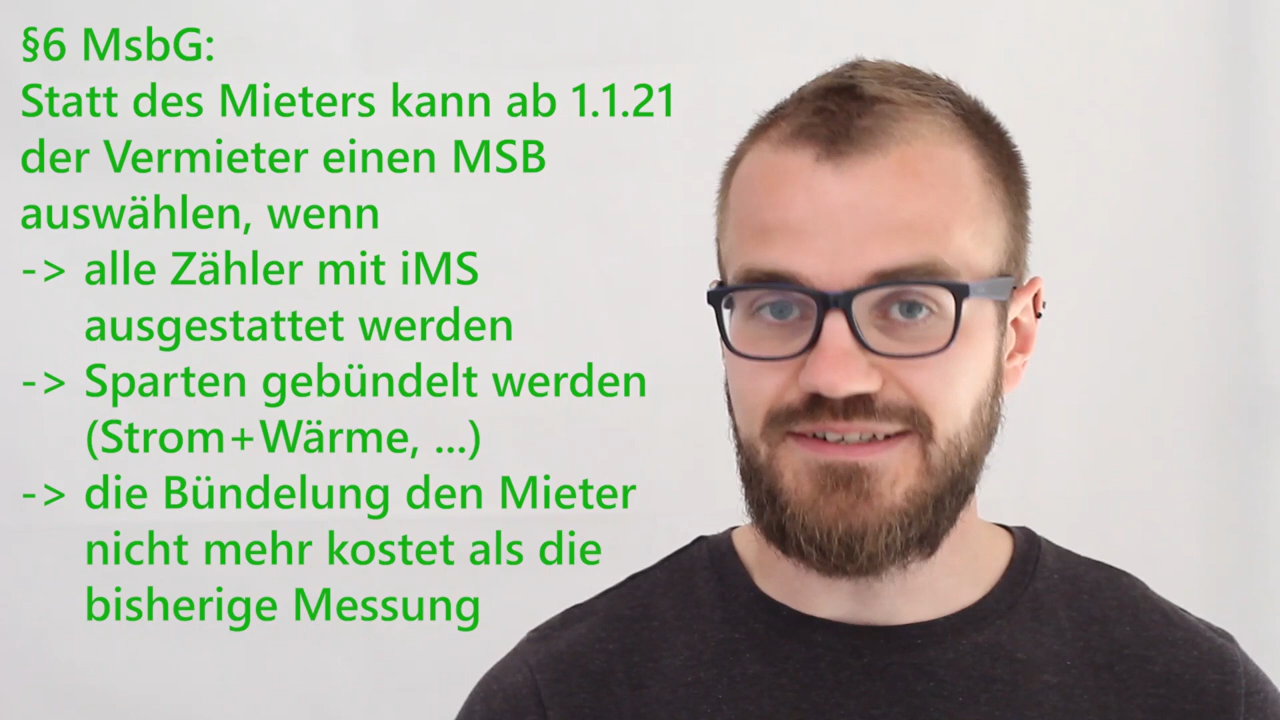 §6 MsbG:
Statt des Mieters kann ab 1.1.21
der Vermieter einen MSB
auswählen, wenn
-> alle Zähler mit iMS
ausgestattet werden
-> Sparten gebündelt werden
(Strom+Wärme, ...)
-> die Bündelung den Mieter
nicht mehr kostet als die
bisherige Messung